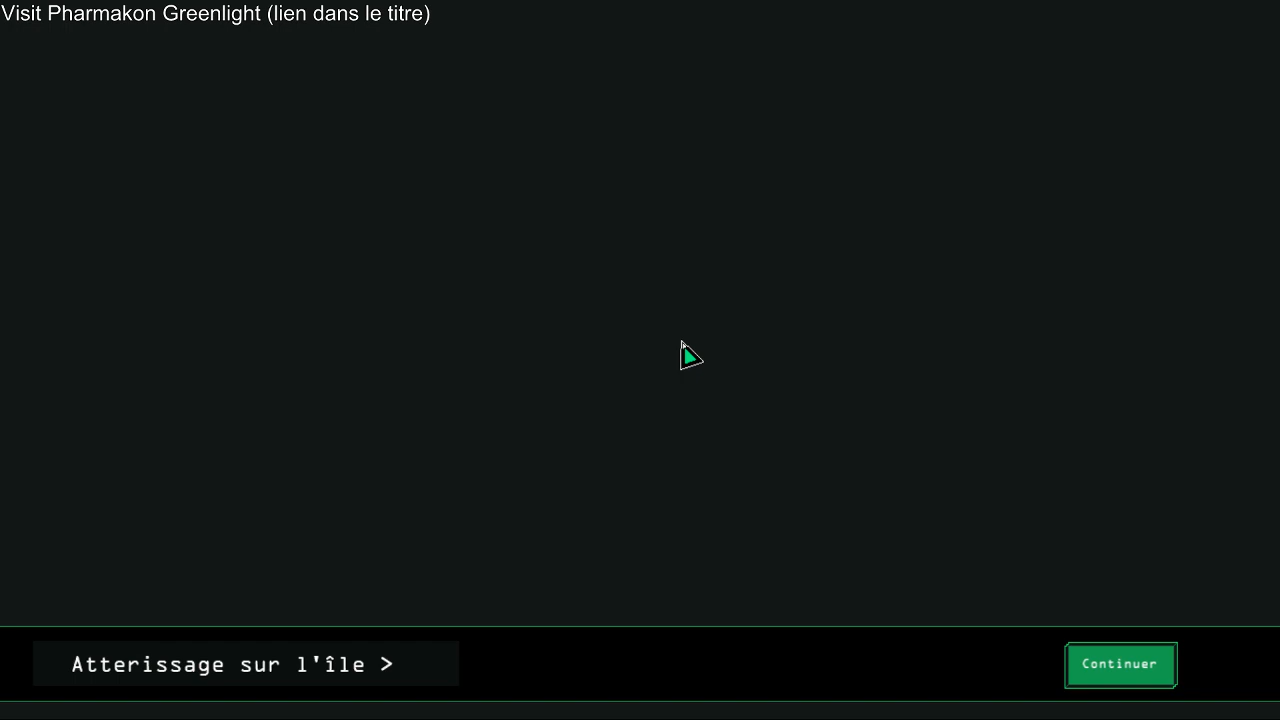 Visit Pharmakon Greenlight (lien dans le titre)
Atterissage sur l'île >
Continuer